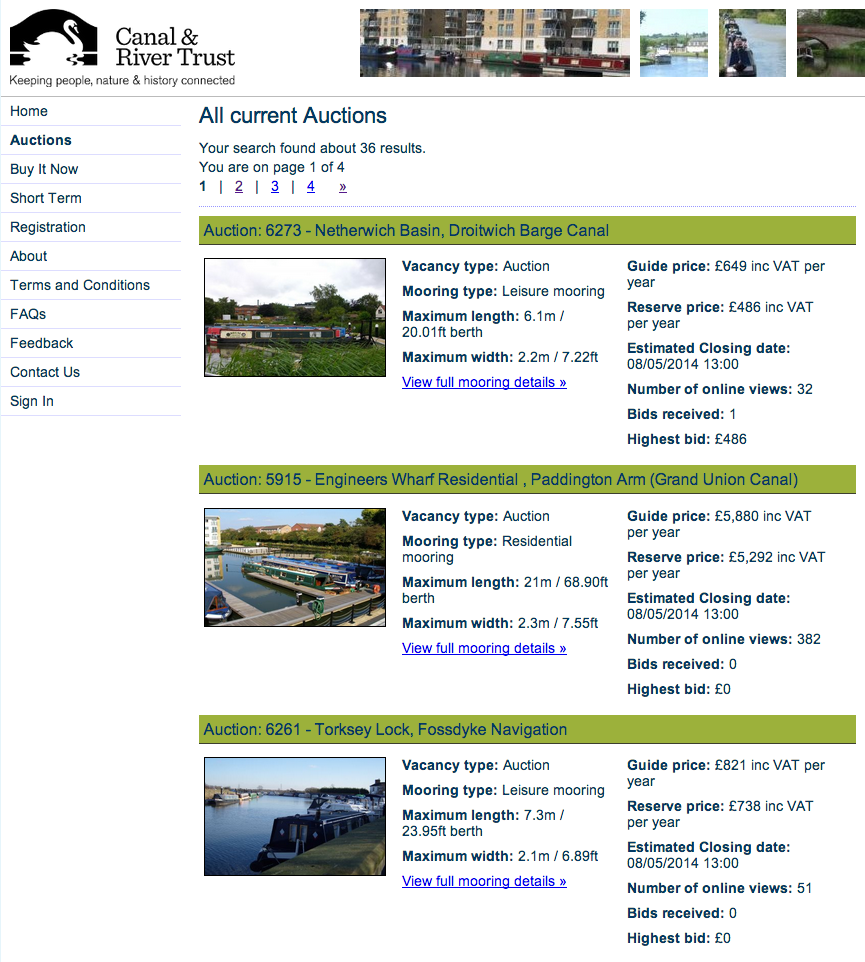 Canal &
River Trust
Keeping people, nature & history connected
Home
Auctions
Buy It Now
Short Term
Registration
About
Terms and Conditions
FAQs
Feedback
Contact Us
Sign In
All current Auctions
Your search found about 36 results.
You are on page 1 of 4
1 | 2 | 3 | 4 »
Auction: 6273 - Netherwich Basin, Droitwich Barge Canal
Vacancy type: Auction
Mooring type: Leisure mooring
Maximum length: 6.1m /
20.01ft berth
Maximum width: 2.2m / 7.22ft
View full mooring details »
Guide price: £649 inc VAT per
year
Reserve price: £486 inc VAT
per year
Estimated Closing date:
08/05/2014 13:00
Number of online views: 32
Bids received: 1
Highest bid: £486
Auction: 5915 - Engineers Wharf Residential , Paddington Arm (Grand Union Canal)
Vacancy type: Auction
Mooring type: Residential
mooring
Maximum length: 21m / 68.90ft
berth
Maximum width: 2.3m / 7.55ft
View full mooring details »
Guide price: £5,880 inc VAT
per year
Reserve price: £5,292 inc VAT
per year
Estimated Closing date:
08/05/2014 13:00
Number of online views: 382
Bids received: 0
Highest bid: £0
Auction: 6261 - Torksey Lock, Fossdyke Navigation
Vacancy type: Auction
Mooring type: Leisure mooring
Maximum length: 7.3m /
23.95ft berth
Maximum width: 2.1m / 6.89ft
View full mooring details »
Guide price: £821 inc VAT per
year
Reserve price: £738 inc VAT
per year
Estimated Closing date:
08/05/2014 13:00
Number of online views: 51
Bids received: 0
Highest bid: £0